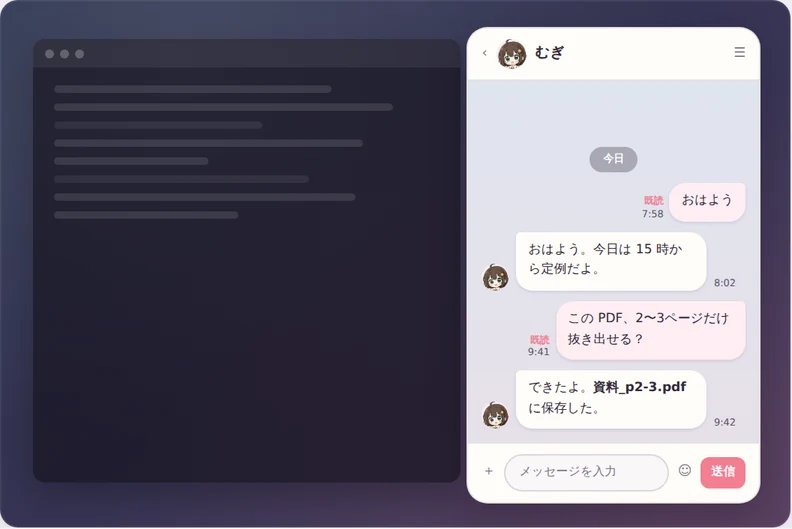 むぎ
今日
おはよう
既読
7:58
おはよう。今日は 15 時か
ら定例だよ。
8:02
この PDF、2〜3ページだけ
抜き出せる？
既読
9:41
できたよ。資料_p2-3.pdf
に保存した。
9:42
メッセージを入力
送信